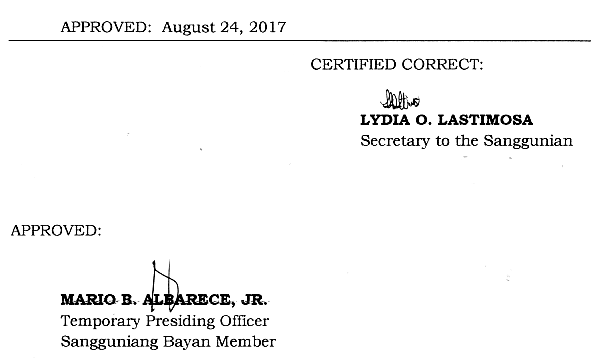 APPROVED: August 24, 2017
CERTIFIED CORRECT:
LYDIA O. LASTIMOSA
Secretary to the Sanggunian
APPROVED:
MARIO B. ALBARECE, JR.
Temporary Presiding Officer
Sangguniang Bayan Member